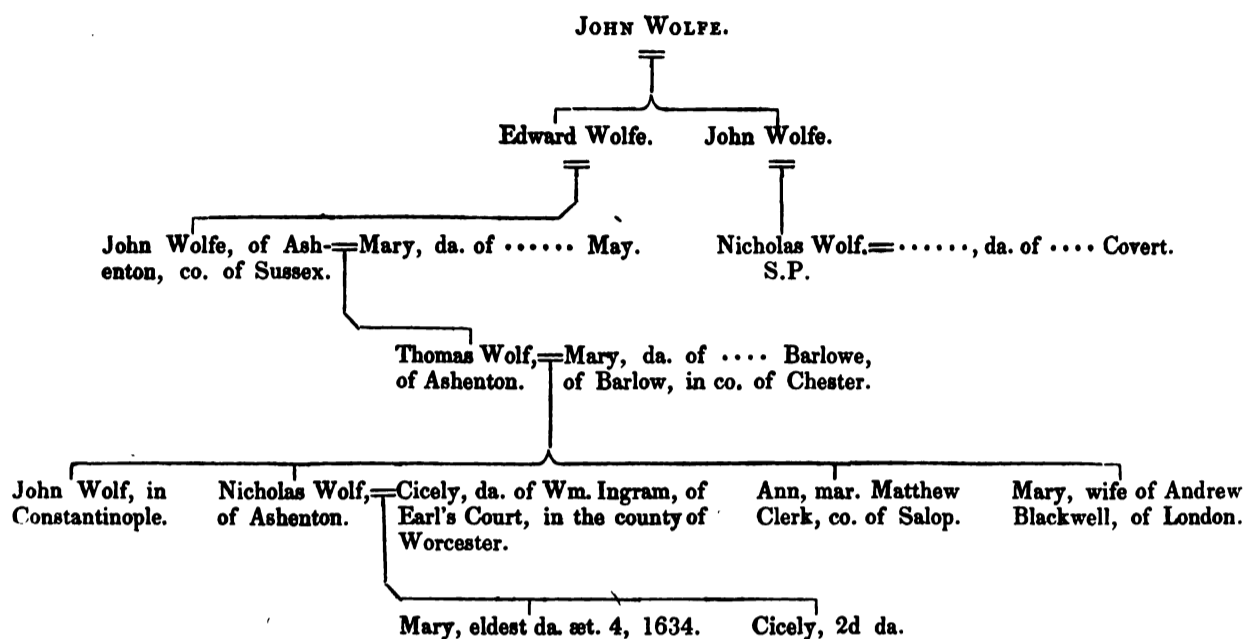 JOHN WOLFE.
Edward Wolfe.
John Wolfe.
John Wolfe, of Ash-
enton, co. of Sussex.
=Mary, da. of ...... May.
Nicholas Wolf.=......, da. of .... Covert.
S.P.
Thomas Wolf,
of Ashenton.
=Mary, da. of .... Barlowe,
of Barlow, in co. of Chester.
John Wolf, in
Constantinople.
Nicholas Wolf,
of Ashenton.
=Cicely, da. of Wm. Ingram, of
Earl's Court, in the county of
Worcester.
Ann, mar. Matthew
Clerk, co. of Salop.
Mary, wife of Andrew
Blackwell, of London.
Mary, eldest da. æt. 4, 1634.
Cicely, 2d da.